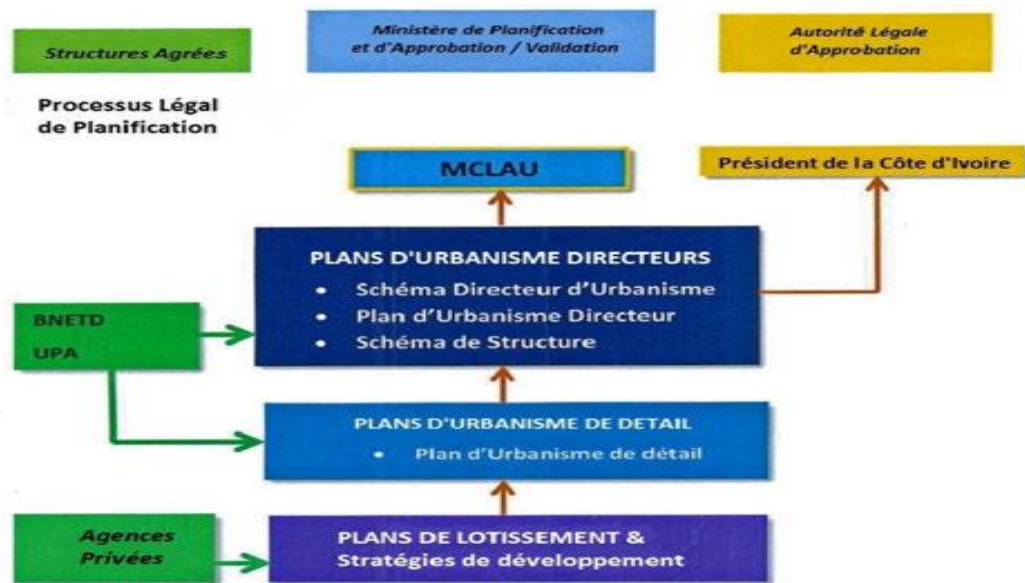 Structures Agrées
Ministère de Planification
et d'Approbation / Validation
Autorité Légale
d'Approbation
Processus Légal
de Planification
MCLAU
Président de la Côte d'Ivoire
PLANS D'URBANISME DIRECTEURS
• Schéma Directeur d'Urbanisme
• Plan d'Urbanisme Directeur
• Schéma de Structure
BNETD
UPA
PLANS D'URBANISME DE DETAIL
• Plan d'Urbanisme de détail
Agences
Privées
PLANS DE LOTISSEMENT &
Stratégies de développement